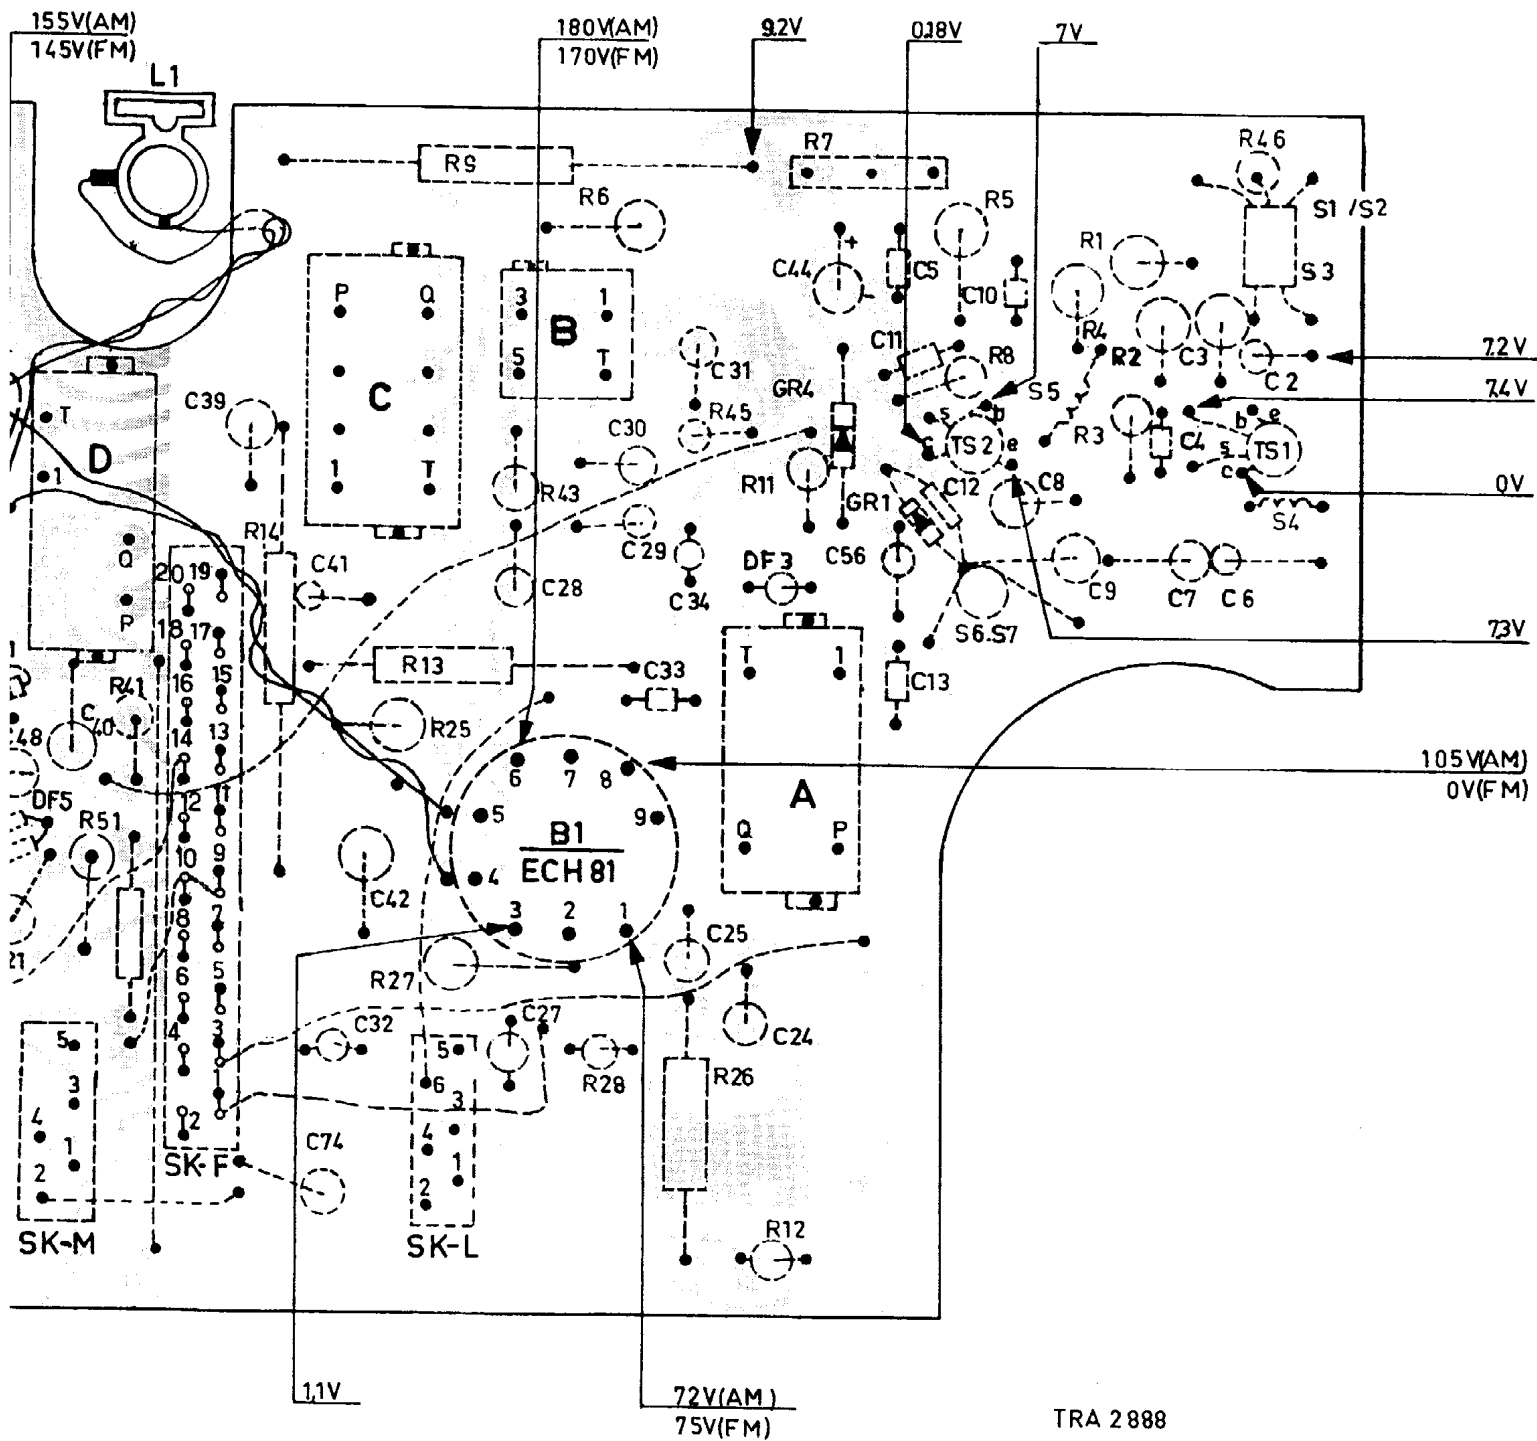 155V(AM)
145V(FM)
180V(AM)
170V(FM)
9.2V
0.18V
7V
L1
R9
R7
R6
R5
R46
S1/S2
S3
R1
C44
+
-
C5
C10
P Q
C
1 T
3 1
B
5 T
C31
R45
C11
R8
GR4
S5
R4
R2
C3
C2
7.2V
7.4V
C39
T
D
1
Q
P
C30
R43
R11
s b
c TS2 e
R3
C4
b e
s TS1
c
0V
S4
GR1
C12
C8
R14
C29
C34
DF3
C56
C41
C28
S6.S7
C9
C7
C6
7.3V
20 19
18 17
16 15
14 13
12 11
10 9
8 7
6 5
4 3
2 1
SK-F
R13
C33
C13
R41
C40
48
R25
T 1
A
Q P
105V(AM)
0V(FM)
DF5
R51
6 7 8
5 9
B1
ECH81
4
3 2 1
C42
21
R27
C25
C32
C27
R28
C24
R26
5
3
4
1
2
SK-M
C74
5
6
3
4
1
2
SK-L
R12
1,1V
72V(AM)
75V(FM)
TRA 2888